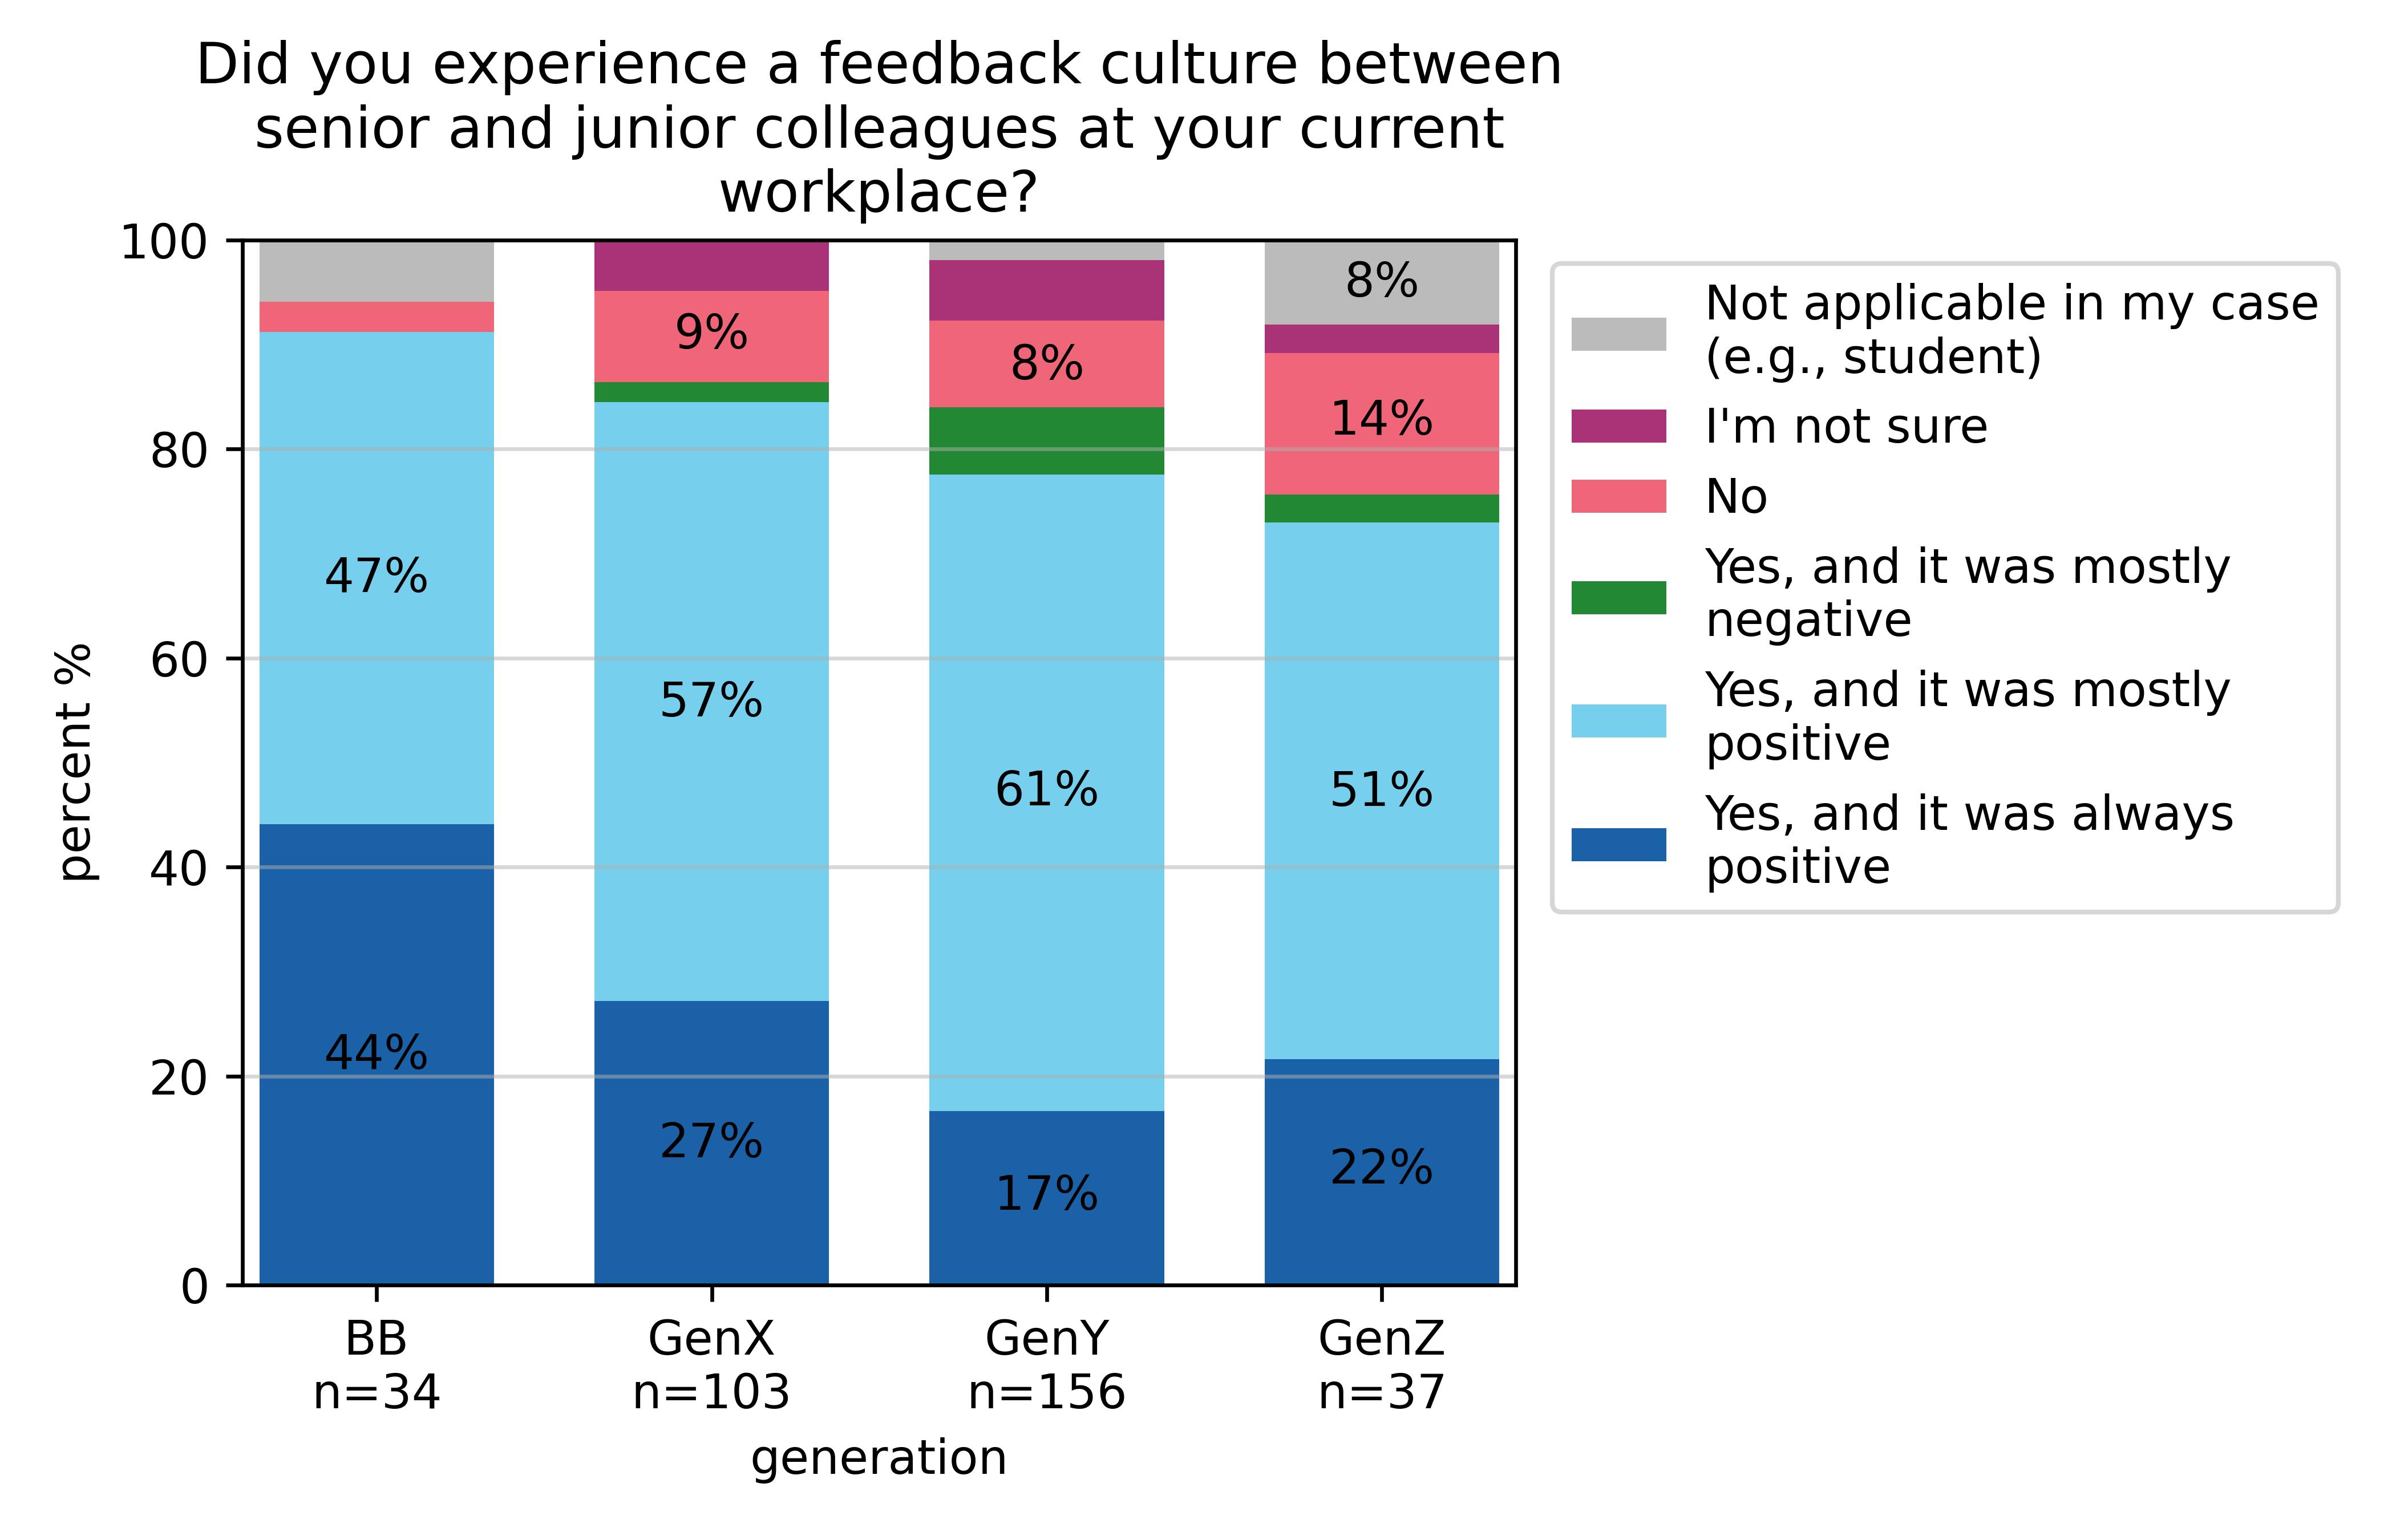 Did you experience a feedback culture between
senior and junior colleagues at your current
workplace?
100
80
60
40
20
0
percent %
47%
44%
9%
57%
27%
8%
61%
17%
8%
14%
51%
22%
BB
n=34
GenX
n=103
GenY
n=156
GenZ
n=37
generation
Not applicable in my case
(e.g., student)
I'm not sure
No
Yes, and it was mostly
negative
Yes, and it was mostly
positive
Yes, and it was always
positive